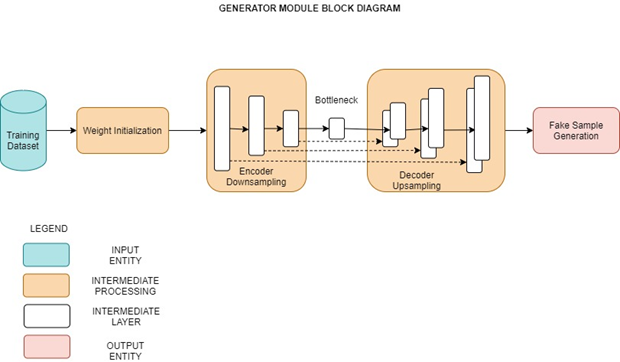 GENERATOR MODULE BLOCK DIAGRAM
Training
Dataset
Weight Initialization
Encoder
Downsampling
Bottleneck
Decoder
Upsampling
Fake Sample
Generation
LEGEND
INPUT
ENTITY
INTERMEDIATE
PROCESSING
INTERMEDIATE
LAYER
OUTPUT
ENTITY